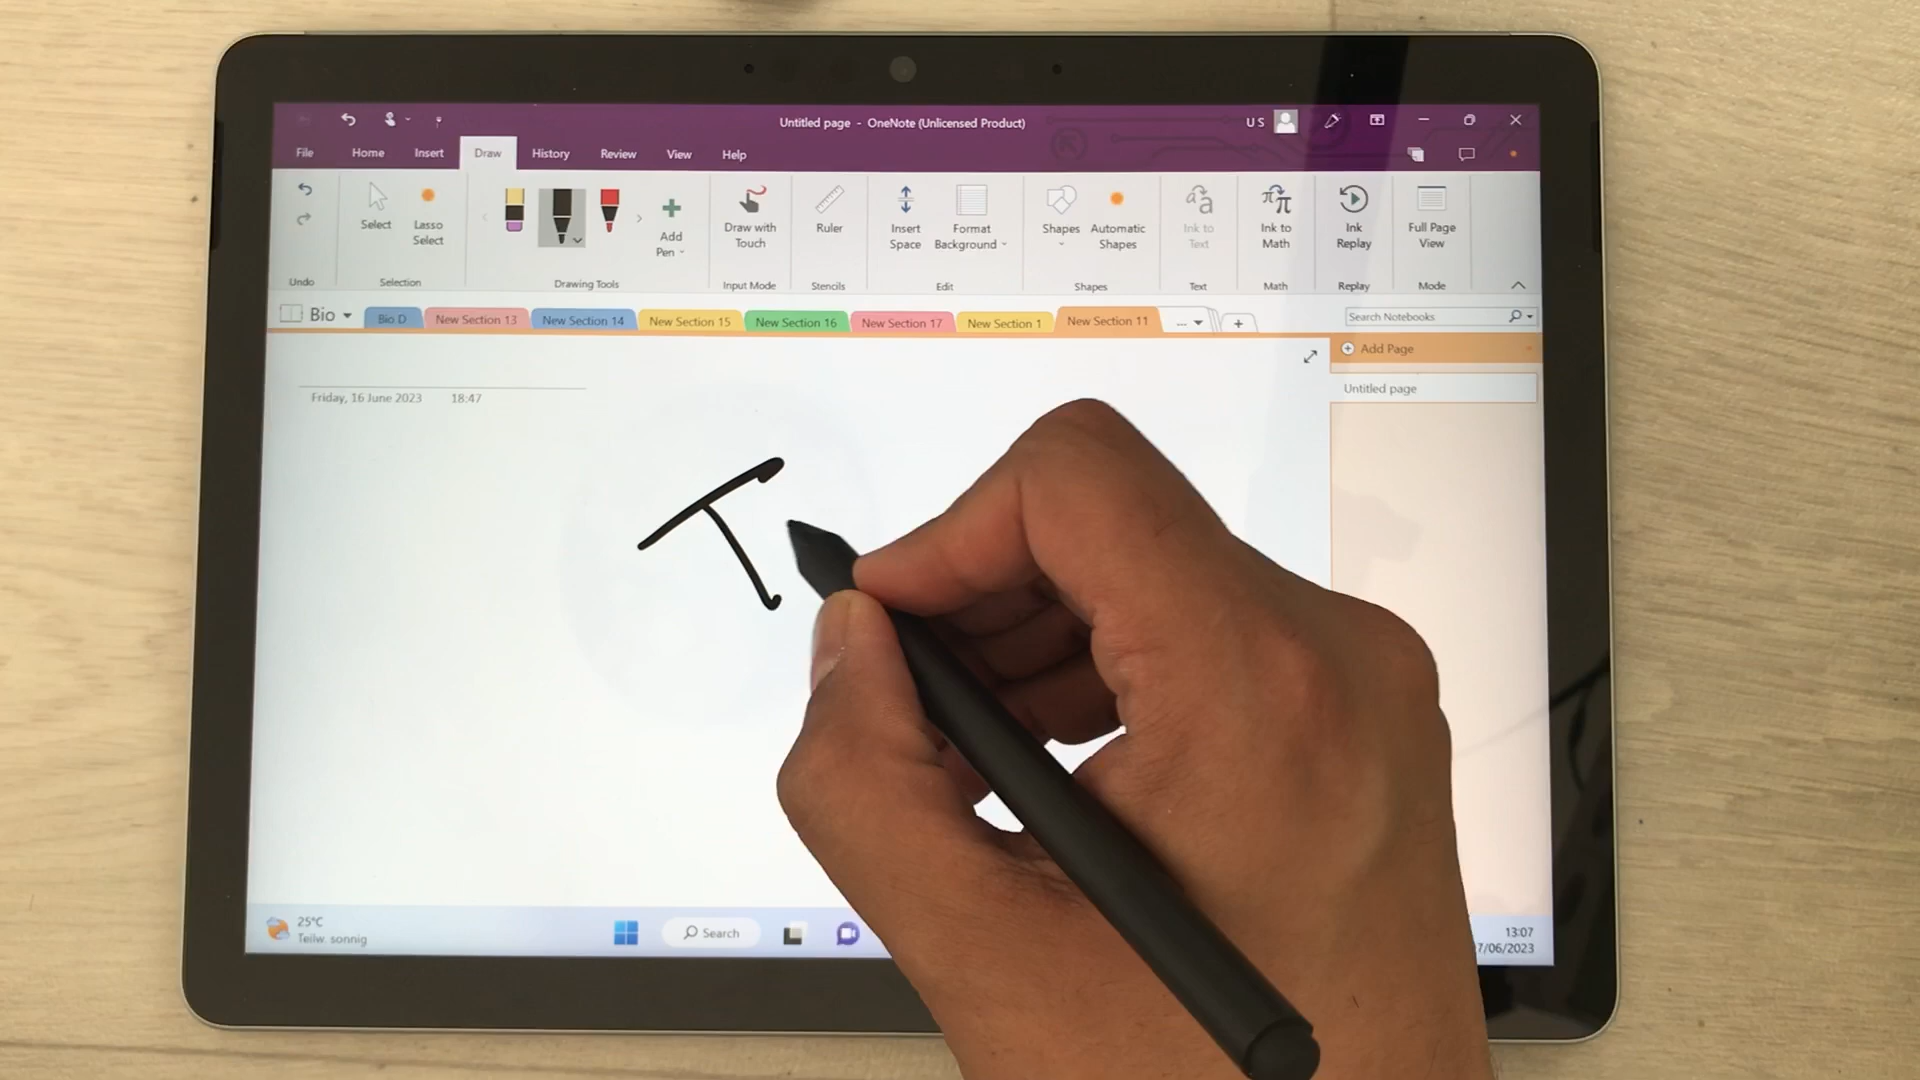 Untitled page - OneNote (Unlicensed Product)
U S
File Home Insert Draw History Review View Help
Select
Lasso Select
Add Pen
Draw with Touch
Ruler
Insert Space
Format Background
Shapes
Automatic Shapes
Ink to Text
Ink to Math
Ink Replay
Full Page View
Undo Selection Drawing Tools Input Mode Stencils Edit Shapes Text Math Replay Mode
Bio Bio D New Section 13 New Section 14 New Section 15 New Section 16 New Section 17 New Section 1 New Section 11 ... Search Notebooks
Add Page
Untitled page
Friday, 16 June 2023 18:47
T
25°C
Teilw. sonnig
Search
13:07
7/06/2023